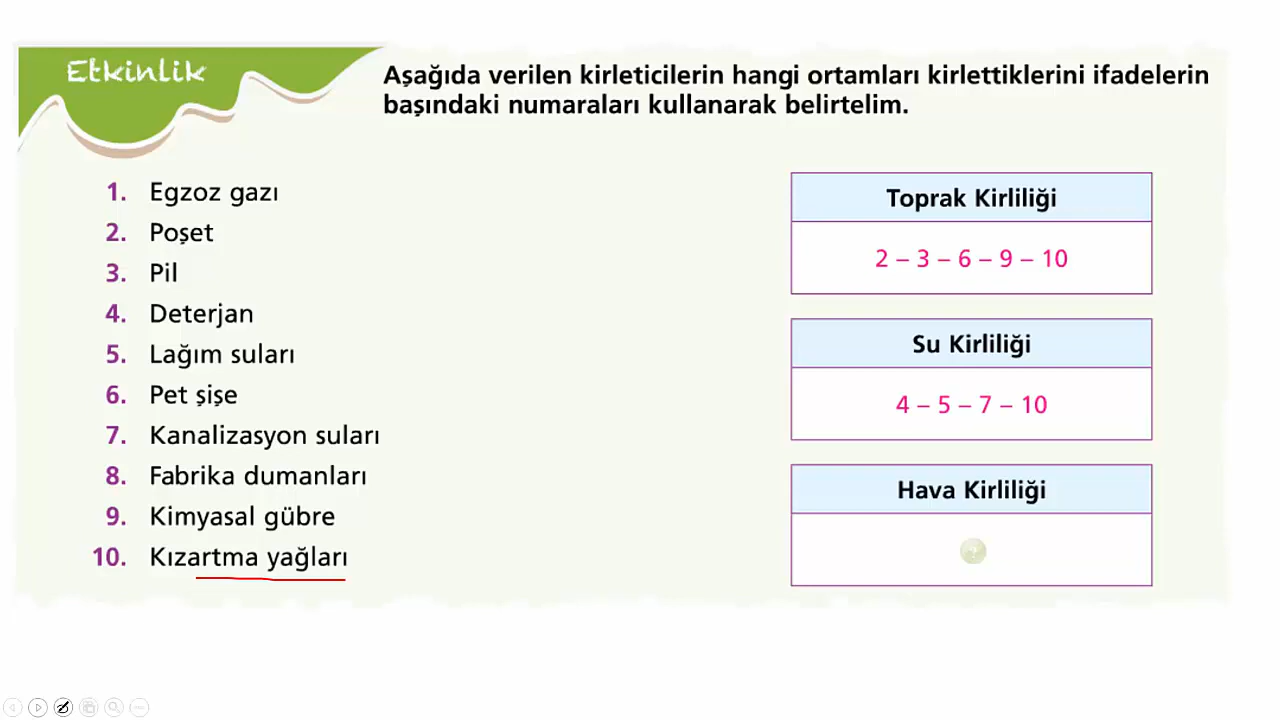 Etkinlik
Aşağıda verilen kirleticilerin hangi ortamları kirlettiklerini ifadelerin
başındaki numaraları kullanarak belirtelim.
1. Egzoz gazı
2. Poşet
3. Pil
4. Deterjan
5. Lağım suları
6. Pet şişe
7. Kanalizasyon suları
8. Fabrika dumanları
9. Kimyasal gübre
10. Kızartma yağları
Toprak Kirliliği
2 – 3 – 6 – 9 – 10
Su Kirliliği
4 – 5 – 7 – 10
Hava Kirliliği
?